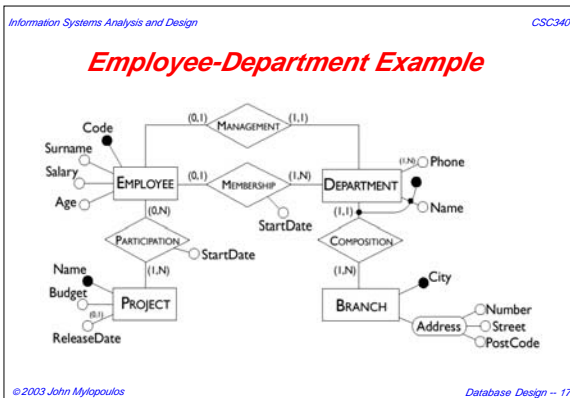 Information Systems Analysis and Design CSC340
Employee-Department Example
(0,1) MANAGEMENT (1,1)
Code
Surname
Salary
Age
EMPLOYEE
(0,1) MEMBERSHIP (1,N)
StartDate
DEPARTMENT
(1,N) Phone
Name
(0,N)
PARTICIPATION
StartDate
(1,N)
(1,1)
COMPOSITION
(1,N)
Name
Budget
(0,1)
ReleaseDate
PROJECT
BRANCH
City
Address
Number
Street
PostCode
©2003 John Mylopoulos Database Design -- 17